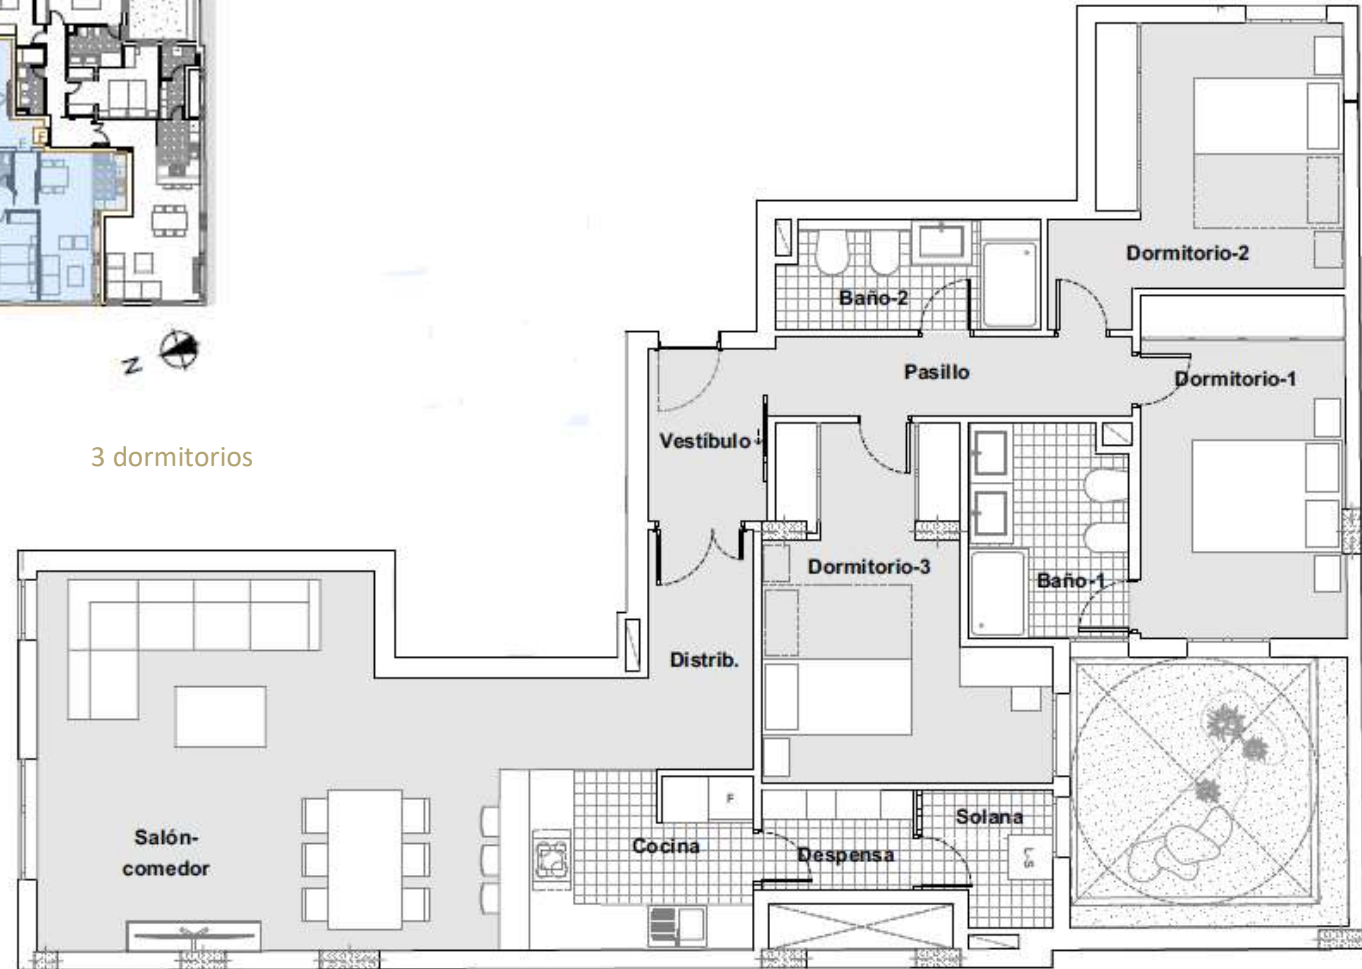 Dormitorio-2
Baño-2
Pasillo
Dormitorio-1
N
3 dormitorios
Vestíbulo
Dormitorio-3
Baño-1
Distrib.
F
Salón-
comedor
Cocina
Despensa
Solana
L-S